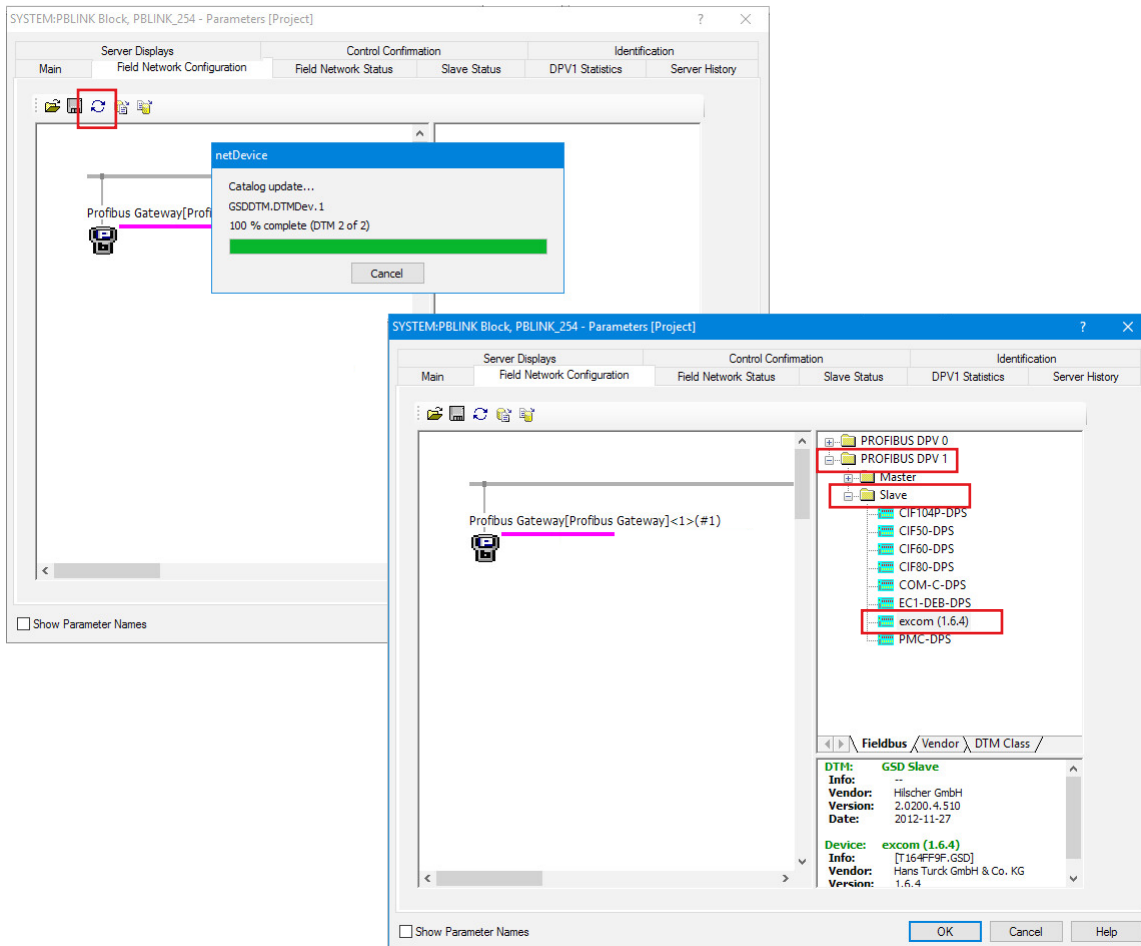 SYSTEM:PBLINK Block, PBLINK_254 - Parameters [Project]
Server Displays Control Confirmation Identification
Main Field Network Configuration Field Network Status Slave Status DPV1 Statistics Server History
netDevice
Catalog update...
GSDDTM.DTMDev.1
100 % complete (DTM 2 of 2)
Cancel
Profibus Gateway[Profi
Show Parameter Names
SYSTEM:PBLINK Block, PBLINK_254 - Parameters [Project]
Server Displays Control Confirmation Identification
Main Field Network Configuration Field Network Status Slave Status DPV1 Statistics Server History
Profibus Gateway[Profibus Gateway]<1>(#1)
PROFIBUS DPV 0
PROFIBUS DPV 1
Master
Slave
CIF104P-DPS
CIF50-DPS
CIF60-DPS
CIF80-DPS
COM-C-DPS
EC1-DEB-DPS
excom (1.6.4)
PMC-DPS
Fieldbus Vendor DTM Class
DTM: GSD Slave
Info: --
Vendor: Hilscher GmbH
Version: 2.0200.4.510
Date: 2012-11-27
Device: excom (1.6.4)
Info: [T164FF9F.GSD]
Vendor: Hans Turck GmbH & Co. KG
Version: 1.6.4
Show Parameter Names
OK Cancel Help